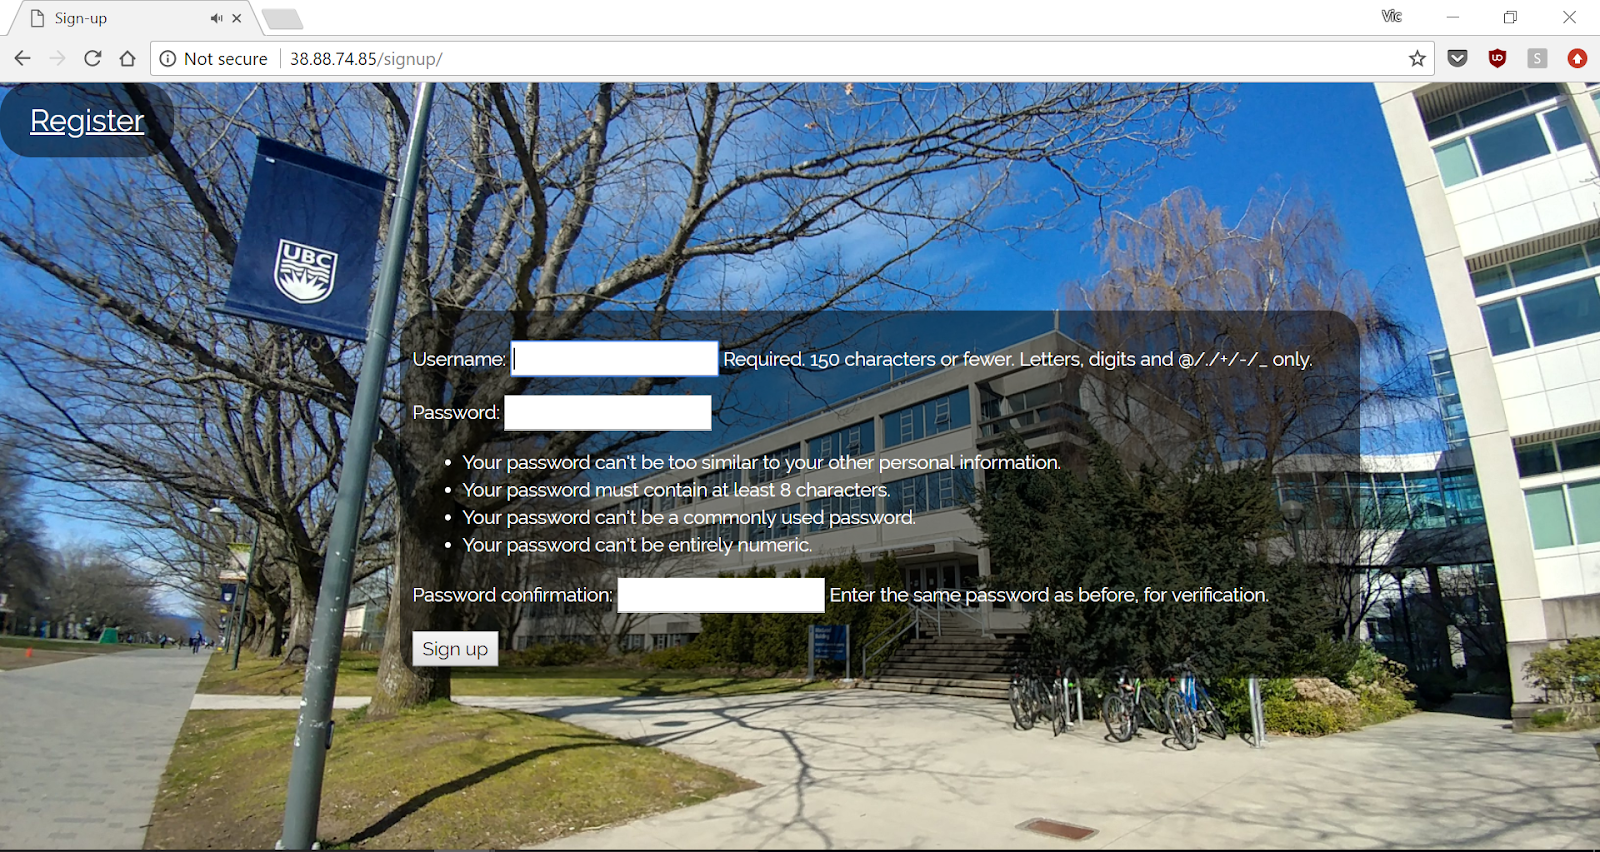 Sign-up
Vic
Not secure
38.88.74.85/signup/
S
Register
UBC
Username:
Required. 150 characters or fewer. Letters, digits and @/./+/-/_ only.
Password:
Your password can't be too similar to your other personal information.
Your password must contain at least 8 characters.
Your password can't be a commonly used password.
Your password can't be entirely numeric.
Password confirmation:
Enter the same password as before, for verification.
Sign up